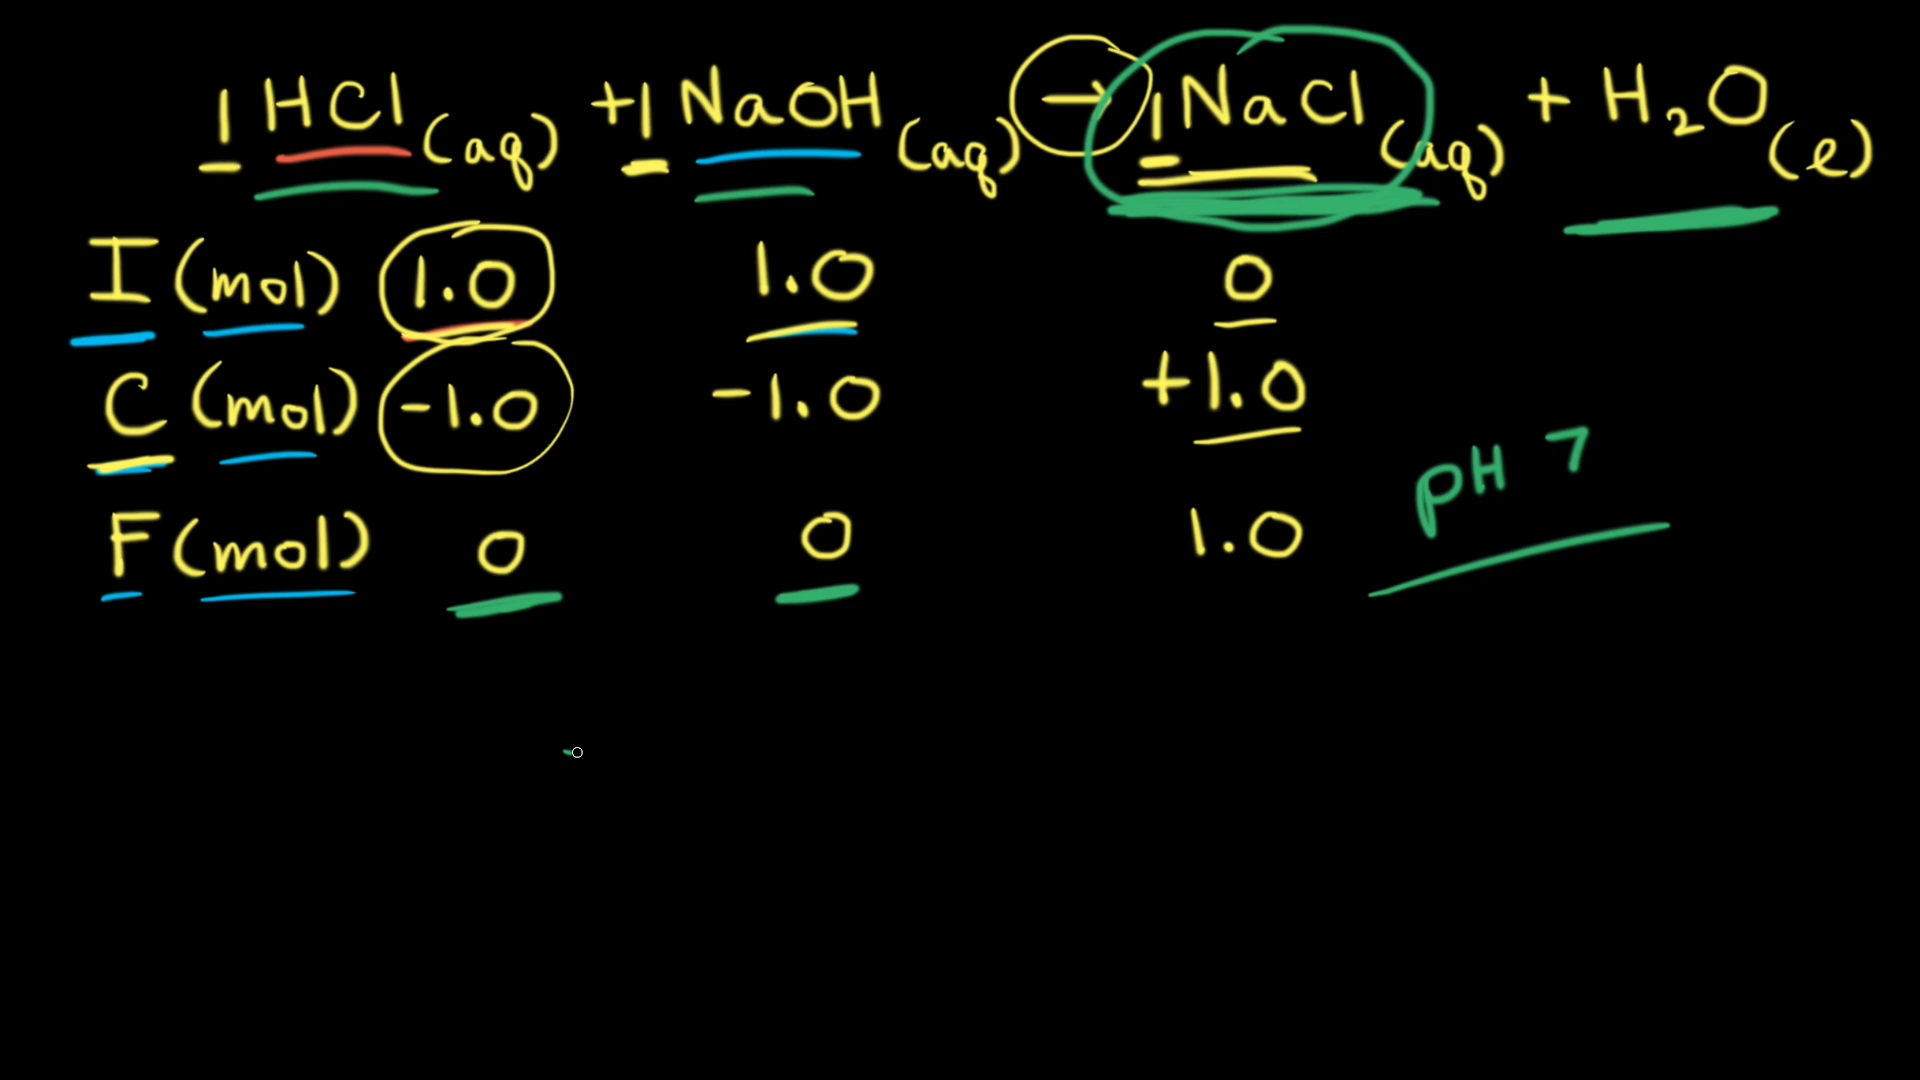 1 HCl(aq) + 1 NaOH(aq) → 1 NaCl(aq) + H₂O(l)
I (mol) 1.0 1.0 0
C (mol) -1.0 -1.0 +1.0
pH 7
F (mol) 0 0 1.0